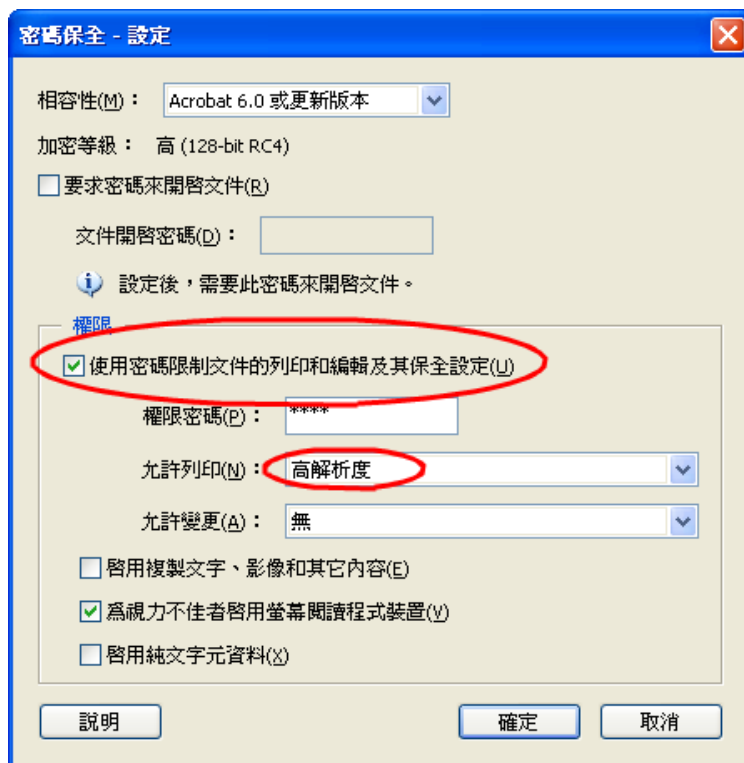 密碼保全 - 設定
相容性(M)： Acrobat 6.0 或更新版本
加密等級： 高 (128-bit RC4)
要求密碼來開啓文件(R)
文件開啓密碼(D)：
設定後，需要此密碼來開啓文件。
權限
使用密碼限制文件的列印和編輯及其保全設定(U)
權限密碼(P)： ****
允許列印(N)： 高解析度
允許變更(A)： 無
啓用複製文字、影像和其它內容(E)
爲視力不佳者啓用螢幕閱讀程式裝置(V)
啓用純文字元資料(X)
說明 確定 取消